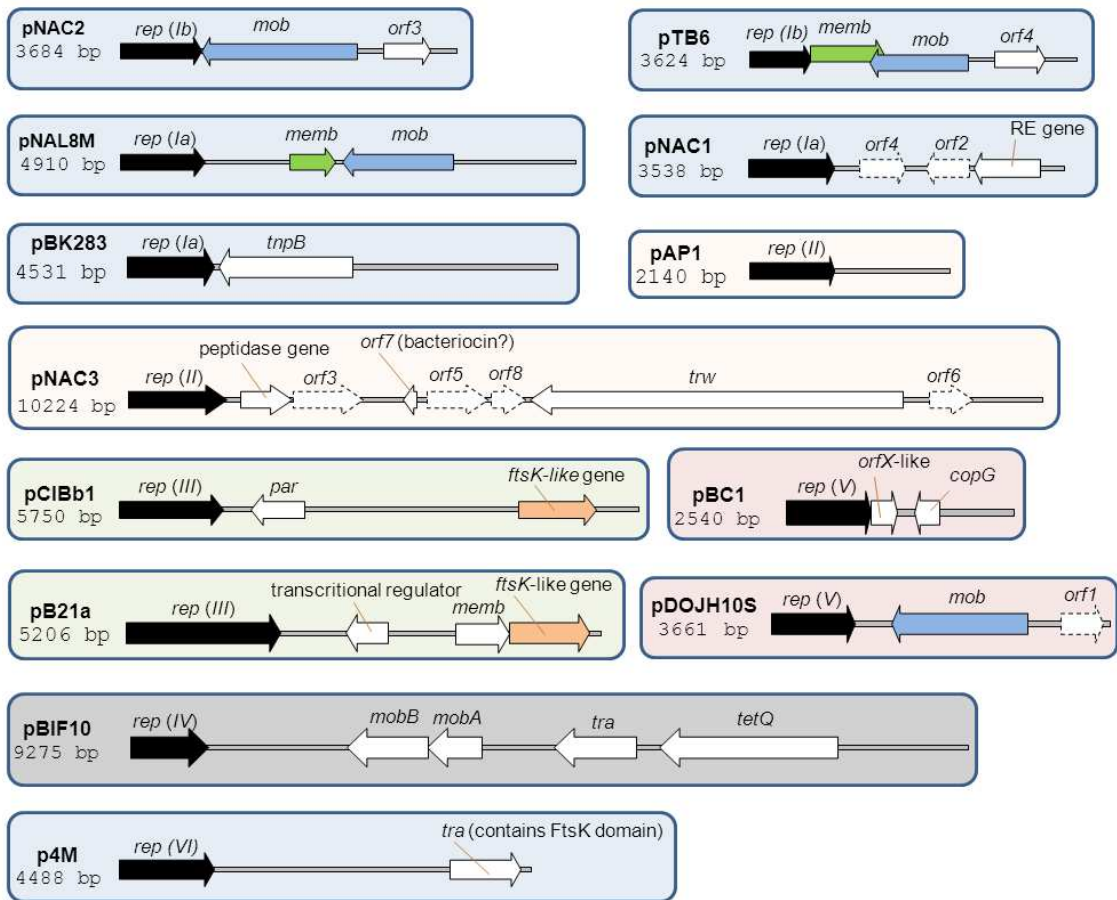 pNAC2
3684 bp
rep (Ib)
mob
orf3
pTB6
3624 bp
rep (Ib)
memb
mob
orf4
pNAL8M
4910 bp
rep (Ia)
memb
mob
pNAC1
3538 bp
rep (Ia)
orf4
orf2
RE gene
pBK283
4531 bp
rep (Ia)
tnpB
pAP1
2140 bp
rep (II)
pNAC3
10224 bp
rep (II)
peptidase gene
orf3
orf7 (bacteriocin?)
orf5
orf8
trw
orf6
pCIBb1
5750 bp
rep (III)
par
ftsK-like gene
pBC1
2540 bp
rep (V)
orfX-like
copG
pB21a
5206 bp
rep (III)
transcritional regulator
memb
ftsK-like gene
pDOJH10S
3661 bp
rep (V)
mob
orf1
pBIF10
9275 bp
rep (IV)
mobB
mobA
tra
tetQ
p4M
4488 bp
rep (VI)
tra (contains FtsK domain)